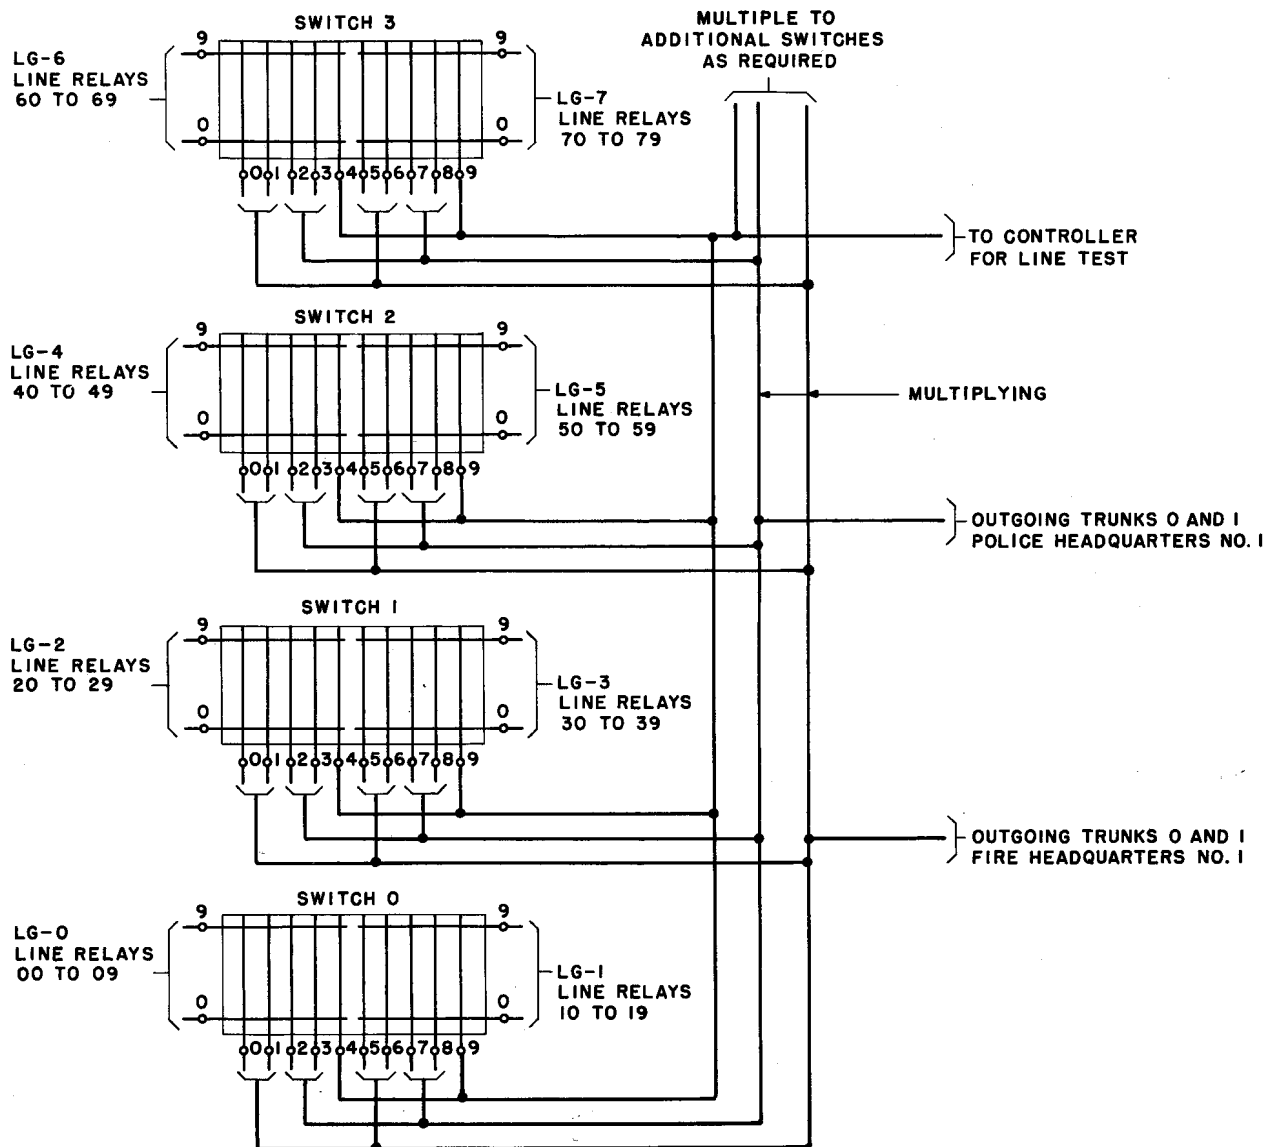 SWITCH 3
MULTIPLE TO
ADDITIONAL SWITCHES
AS REQUIRED
9
9
LG-6
LINE RELAYS
60 TO 69
LG-7
LINE RELAYS
70 TO 79
0
0
0 1 2 3 4 5 6 7 8 9
TO CONTROLLER
FOR LINE TEST
SWITCH 2
9
9
LG-4
LINE RELAYS
40 TO 49
LG-5
LINE RELAYS
50 TO 59
0
0
MULTIPLYING
0 1 2 3 4 5 6 7 8 9
OUTGOING TRUNKS 0 AND 1
POLICE HEADQUARTERS NO. 1
SWITCH 1
9
9
LG-2
LINE RELAYS
20 TO 29
LG-3
LINE RELAYS
30 TO 39
0
0
0 1 2 3 4 5 6 7 8 9
OUTGOING TRUNKS 0 AND 1
FIRE HEADQUARTERS NO. 1
SWITCH 0
9
9
LG-0
LINE RELAYS
00 TO 09
LG-1
LINE RELAYS
10 TO 19
0
0
0 1 2 3 4 5 6 7 8 9